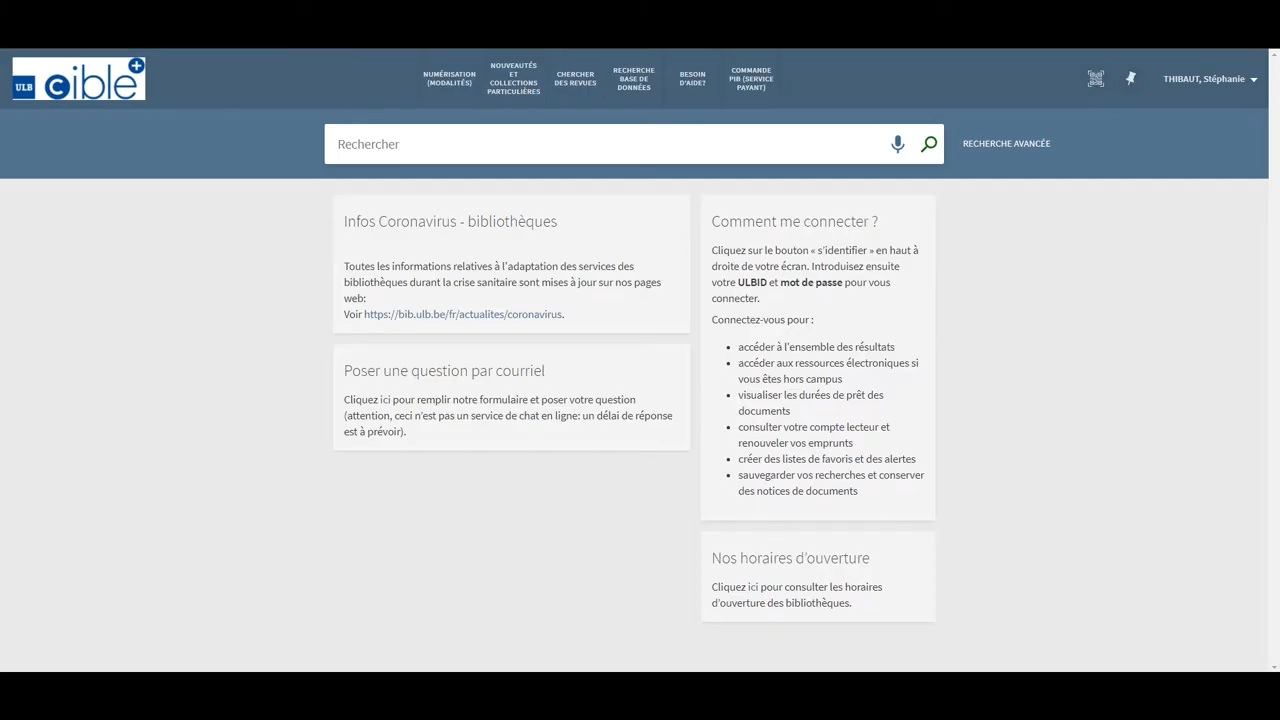 ULB cible+
NUMÉRISATION
(MODALITÉS)
NOUVEAUTÉS
ET
COLLECTIONS
PARTICULIÈRES
CHERCHER
DES REVUES
RECHERCHE
BASE DE
DONNÉES
BESOIN
D'AIDE?
COMMANDE
PIB (SERVICE
PAYANT)
THIBAUT, Stéphanie
Rechercher
RECHERCHE AVANCÉE
Infos Coronavirus - bibliothèques
Toutes les informations relatives à l'adaptation des services des
bibliothèques durant la crise sanitaire sont mises à jour sur nos pages
web:
Voir https://bib.ulb.be/fr/actualites/coronavirus.
Poser une question par courriel
Cliquez ici pour remplir notre formulaire et poser votre question
(attention, ceci n'est pas un service de chat en ligne: un délai de réponse
est à prévoir).
Comment me connecter ?
Cliquez sur le bouton « s'identifier » en haut à
droite de votre écran. Introduisez ensuite
votre ULBID et mot de passe pour vous
connecter.
Connectez-vous pour :
• accéder à l'ensemble des résultats
• accéder aux ressources électroniques si
vous êtes hors campus
• visualiser les durées de prêt des
documents
• consulter votre compte lecteur et
renouveler vos emprunts
• créer des listes de favoris et des alertes
• sauvegarder vos recherches et conserver
des notices de documents
Nos horaires d'ouverture
Cliquez ici pour consulter les horaires
d'ouverture des bibliothèques.